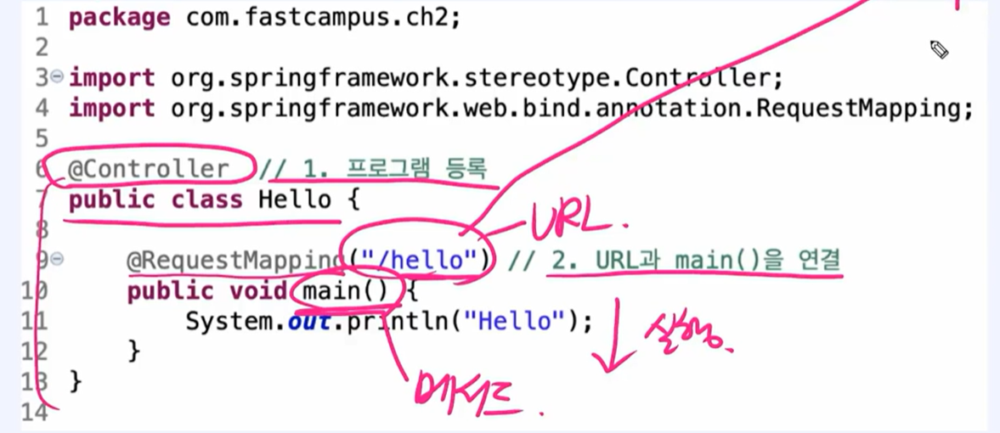 1 package com.fastcampus.ch2;
2
3 import org.springframework.stereotype.Controller;
4 import org.springframework.web.bind.annotation.RequestMapping;
5
6 @Controller // 1. 프로그램 등록
7 public class Hello {
8
URL.
9 @RequestMapping("/hello") // 2. URL과 main()을 연결
10 public void main() {
11 System.out.println("Hello");
실행.
12 }
13 }
메서드.
14